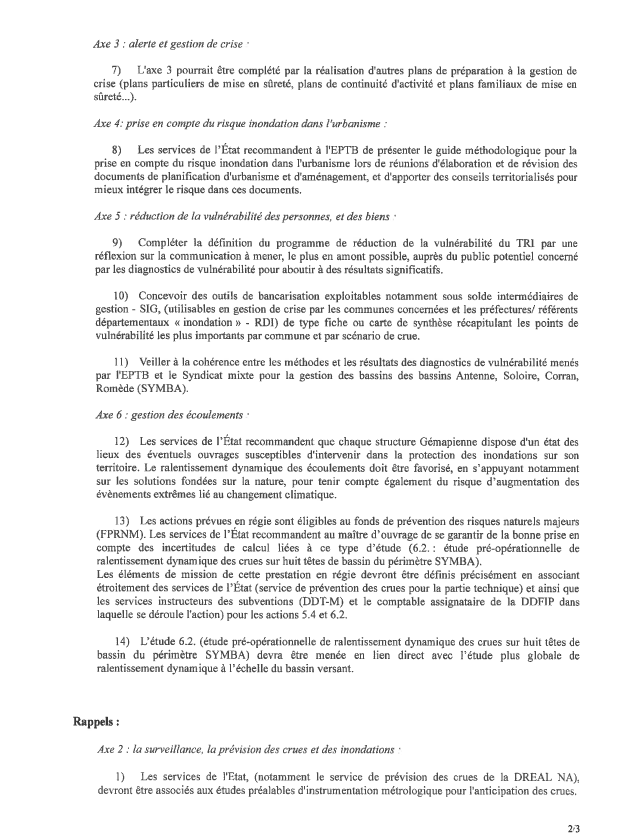 Axe 3 : alerte et gestion de crise :
7) L'axe 3 pourrait être complété par la réalisation d'autres plans de préparation à la gestion de
crise (plans particuliers de mise en sûreté, plans de continuité d'activité et plans familiaux de mise en
sûreté...).
Axe 4: prise en compte du risque inondation dans l'urbanisme :
8) Les services de l'État recommandent à l'EPTB de présenter le guide méthodologique pour la
prise en compte du risque inondation dans l'urbanisme lors de réunions d'élaboration et de révision des
documents de planification d'urbanisme et d'aménagement, et d'apporter des conseils territorialisés pour
mieux intégrer le risque dans ces documents.
Axe 5 : réduction de la vulnérabilité des personnes, et des biens :
9) Compléter la définition du programme de réduction de la vulnérabilité du TRI par une
réflexion sur la communication à mener, le plus en amont possible, auprès du public potentiel concerné
par les diagnostics de vulnérabilité pour aboutir à des résultats significatifs.
10) Concevoir des outils de bancarisation exploitables notamment sous solde intermédiaires de
gestion - SIG, (utilisables en gestion de crise par les communes concernées et les préfectures/ référents
départementaux « inondation » - RDI) de type fiche ou carte de synthèse récapitulant les points de
vulnérabilité les plus importants par commune et par scénario de crue.
11) Veiller à la cohérence entre les méthodes et les résultats des diagnostics de vulnérabilité menés
par l'EPTB et le Syndicat mixte pour la gestion des bassins des bassins Antenne, Soloire, Corran,
Romède (SYMBA).
Axe 6 : gestion des écoulements :
12) Les services de l'État recommandent que chaque structure Gémapienne dispose d'un état des
lieux des éventuels ouvrages susceptibles d'intervenir dans la protection des inondations sur son
territoire. Le ralentissement dynamique des écoulements doit être favorisé, en s'appuyant notamment
sur les solutions fondées sur la nature, pour tenir compte également du risque d'augmentation des
évènements extrêmes lié au changement climatique.
13) Les actions prévues en régie sont éligibles au fonds de prévention des risques naturels majeurs
(FPRNM). Les services de l'État recommandent au maître d'ouvrage de se garantir de la bonne prise en
compte des incertitudes de calcul liées à ce type d'étude (6.2. : étude pré-opérationnelle de
ralentissement dynamique des crues sur huit têtes de bassin du périmètre SYMBA).
Les éléments de mission de cette prestation en régie devront être définis précisément en associant
étroitement des services de l'État (service de prévention des crues pour la partie technique) et ainsi que
les services instructeurs des subventions (DDT-M) et le comptable assignataire de la DDFIP dans
laquelle se déroule l'action) pour les actions 5.4 et 6.2.
14) L'étude 6.2. (étude pré-opérationnelle de ralentissement dynamique des crues sur huit têtes de
bassin du périmètre SYMBA) devra être menée en lien direct avec l'étude plus globale de
ralentissement dynamique à l'échelle du bassin versant.
Rappels :
Axe 2 : la surveillance, la prévision des crues et des inondations :
1) Les services de l'Etat, (notamment le service de prévision des crues de la DREAL NA),
devront être associés aux études préalables d'instrumentation métrologique pour l'anticipation des crues.
2/3